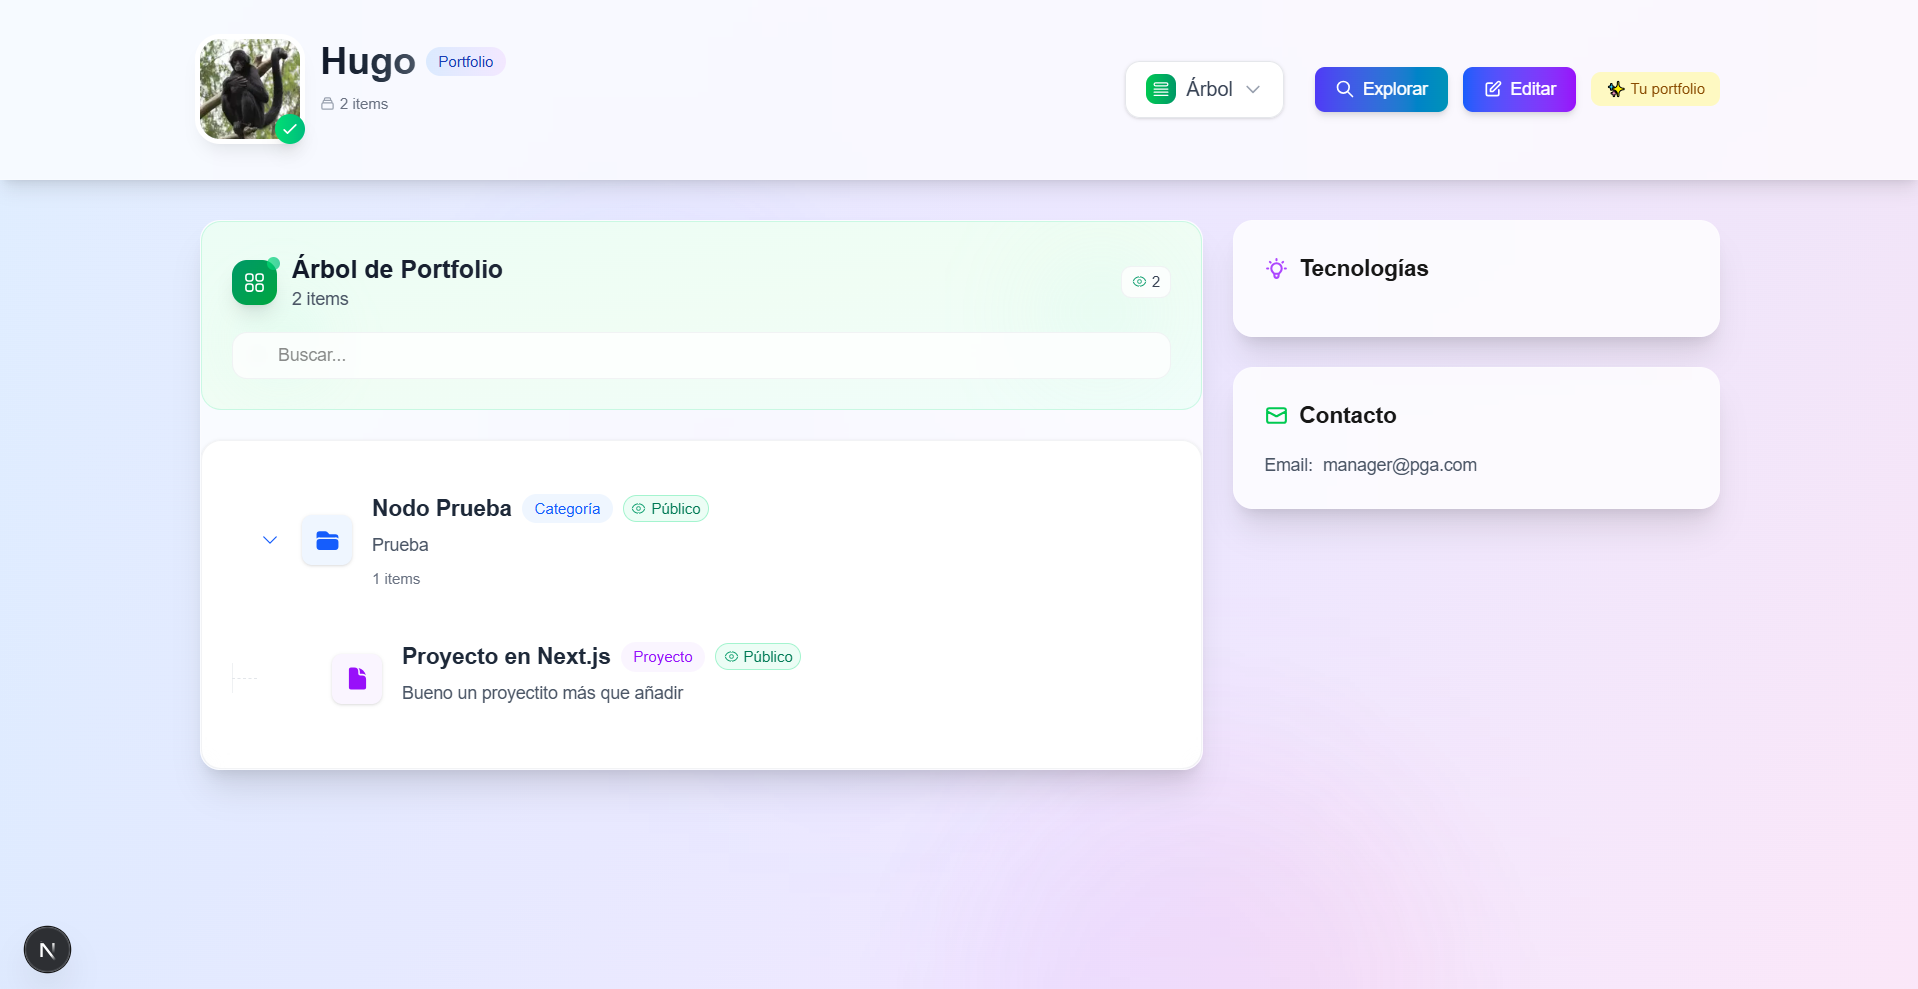 Hugo
Portfolio
2 items
Árbol
Explorar
Editar
Tu portfolio
Árbol de Portfolio
2 items
2
Buscar...
Nodo Prueba
Categoría
Público
Prueba
1 items
Proyecto en Next.js
Proyecto
Público
Bueno un proyectito más que añadir
Tecnologías
Contacto
Email: manager@pga.com
N